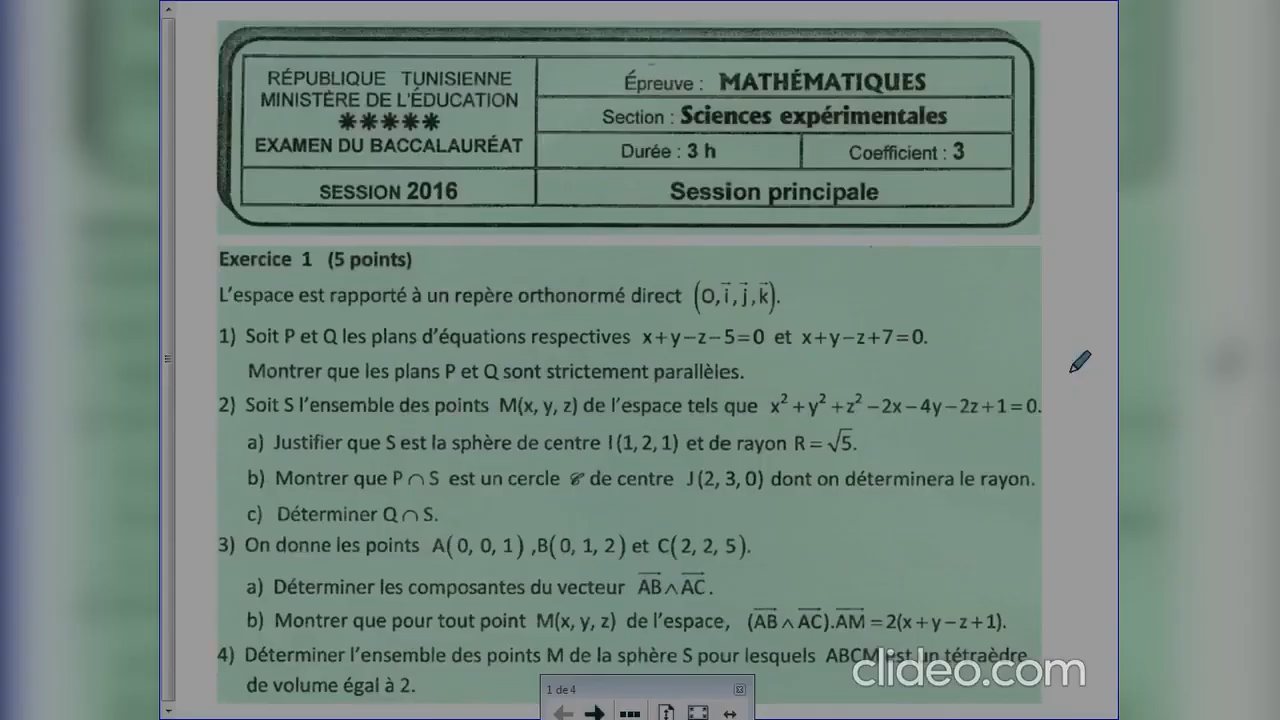 RÉPUBLIQUE TUNISIENNE
MINISTÈRE DE L'ÉDUCATION
✱✱✱✱✱
EXAMEN DU BACCALAURÉAT
SESSION 2016
Épreuve : MATHÉMATIQUES
Section : Sciences expérimentales
Durée : 3 h
Coefficient : 3
Session principale
Exercice 1 (5 points)
L'espace est rapporté à un repère orthonormé direct (O, i⃗, j⃗, k⃗).
1) Soit P et Q les plans d'équations respectives x+y−z−5=0 et x+y−z+7=0.
Montrer que les plans P et Q sont strictement parallèles.
2) Soit S l'ensemble des points M(x, y, z) de l'espace tels que x²+y²+z²−2x−4y−2z+1=0.
a) Justifier que S est la sphère de centre I(1, 2, 1) et de rayon R=√5.
b) Montrer que P∩S est un cercle 𝒞 de centre J(2, 3, 0) dont on déterminera le rayon.
c) Déterminer Q∩S.
3) On donne les points A(0, 0, 1) ,B(0, 1, 2) et C(2, 2, 5).
a) Déterminer les composantes du vecteur AB∧AC.
b) Montrer que pour tout point M(x, y, z) de l'espace, (AB∧AC).AM=2(x+y−z+1).
4) Déterminer l'ensemble des points M de la sphère S pour lesquels ABCM est un tétraèdre
de volume égal à 2.
clideo.com
1 de 4